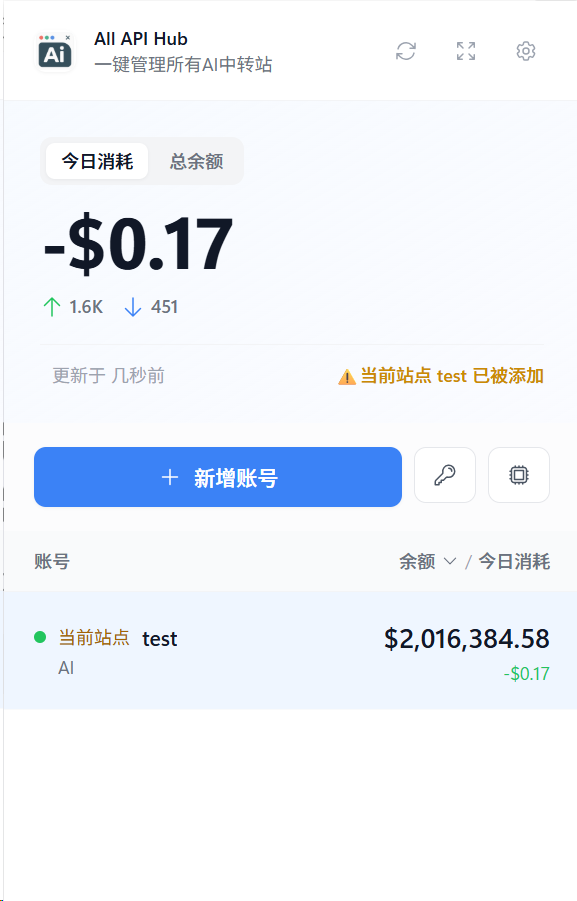 Ai
All API Hub
一键管理所有AI中转站
今日消耗 总余额
-$0.17
↑ 1.6K ↓ 451
更新于 几秒前 ⚠️ 当前站点 test 已被添加
+ 新增账号
账号 余额 / 今日消耗
当前站点 test $2,016,384.58
AI -$0.17